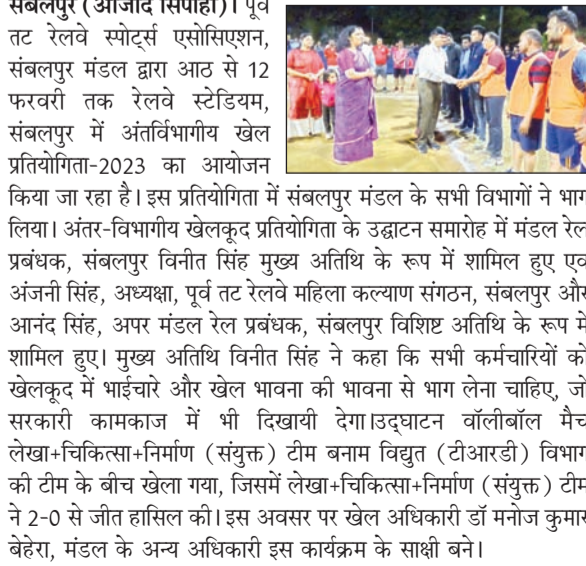 संबलपुर (आजाद सिपाही)। पूर्व
तट रेलवे स्पोर्ट्स एसोसिएशन,
संबलपुर मंडल द्वारा आठ से 12
फरवरी तक रेलवे स्टेडियम,
संबलपुर में अंतर्विभागीय खेल
प्रतियोगिता-2023 का आयोजन
किया जा रहा है। इस प्रतियोगिता में संबलपुर मंडल के सभी विभागों ने भाग
लिया। अंतर-विभागीय खेलकूद प्रतियोगिता के उद्घाटन समारोह में मंडल रेल
प्रबंधक, संबलपुर विनीत सिंह मुख्य अतिथि के रूप में शामिल हुए एवं
अंजनी सिंह, अध्यक्षा, पूर्व तट रेलवे महिला कल्याण संगठन, संबलपुर और
आनंद सिंह, अपर मंडल रेल प्रबंधक, संबलपुर विशिष्ट अतिथि के रूप में
शामिल हुए। मुख्य अतिथि विनीत सिंह ने कहा कि सभी कर्मचारियों को
खेलकूद में भाईचारे और खेल भावना की भावना से भाग लेना चाहिए, जो
सरकारी कामकाज में भी दिखायी देगा।उद्घाटन वॉलीबॉल मैच
लेखा+चिकित्सा+निर्माण (संयुक्त) टीम बनाम विद्युत (टीआरडी) विभाग
की टीम के बीच खेला गया, जिसमें लेखा+चिकित्सा+निर्माण (संयुक्त) टीम
ने 2-0 से जीत हासिल की। इस अवसर पर खेल अधिकारी डॉ मनोज कुमार
बेहेरा, मंडल के अन्य अधिकारी इस कार्यक्रम के साक्षी बने।